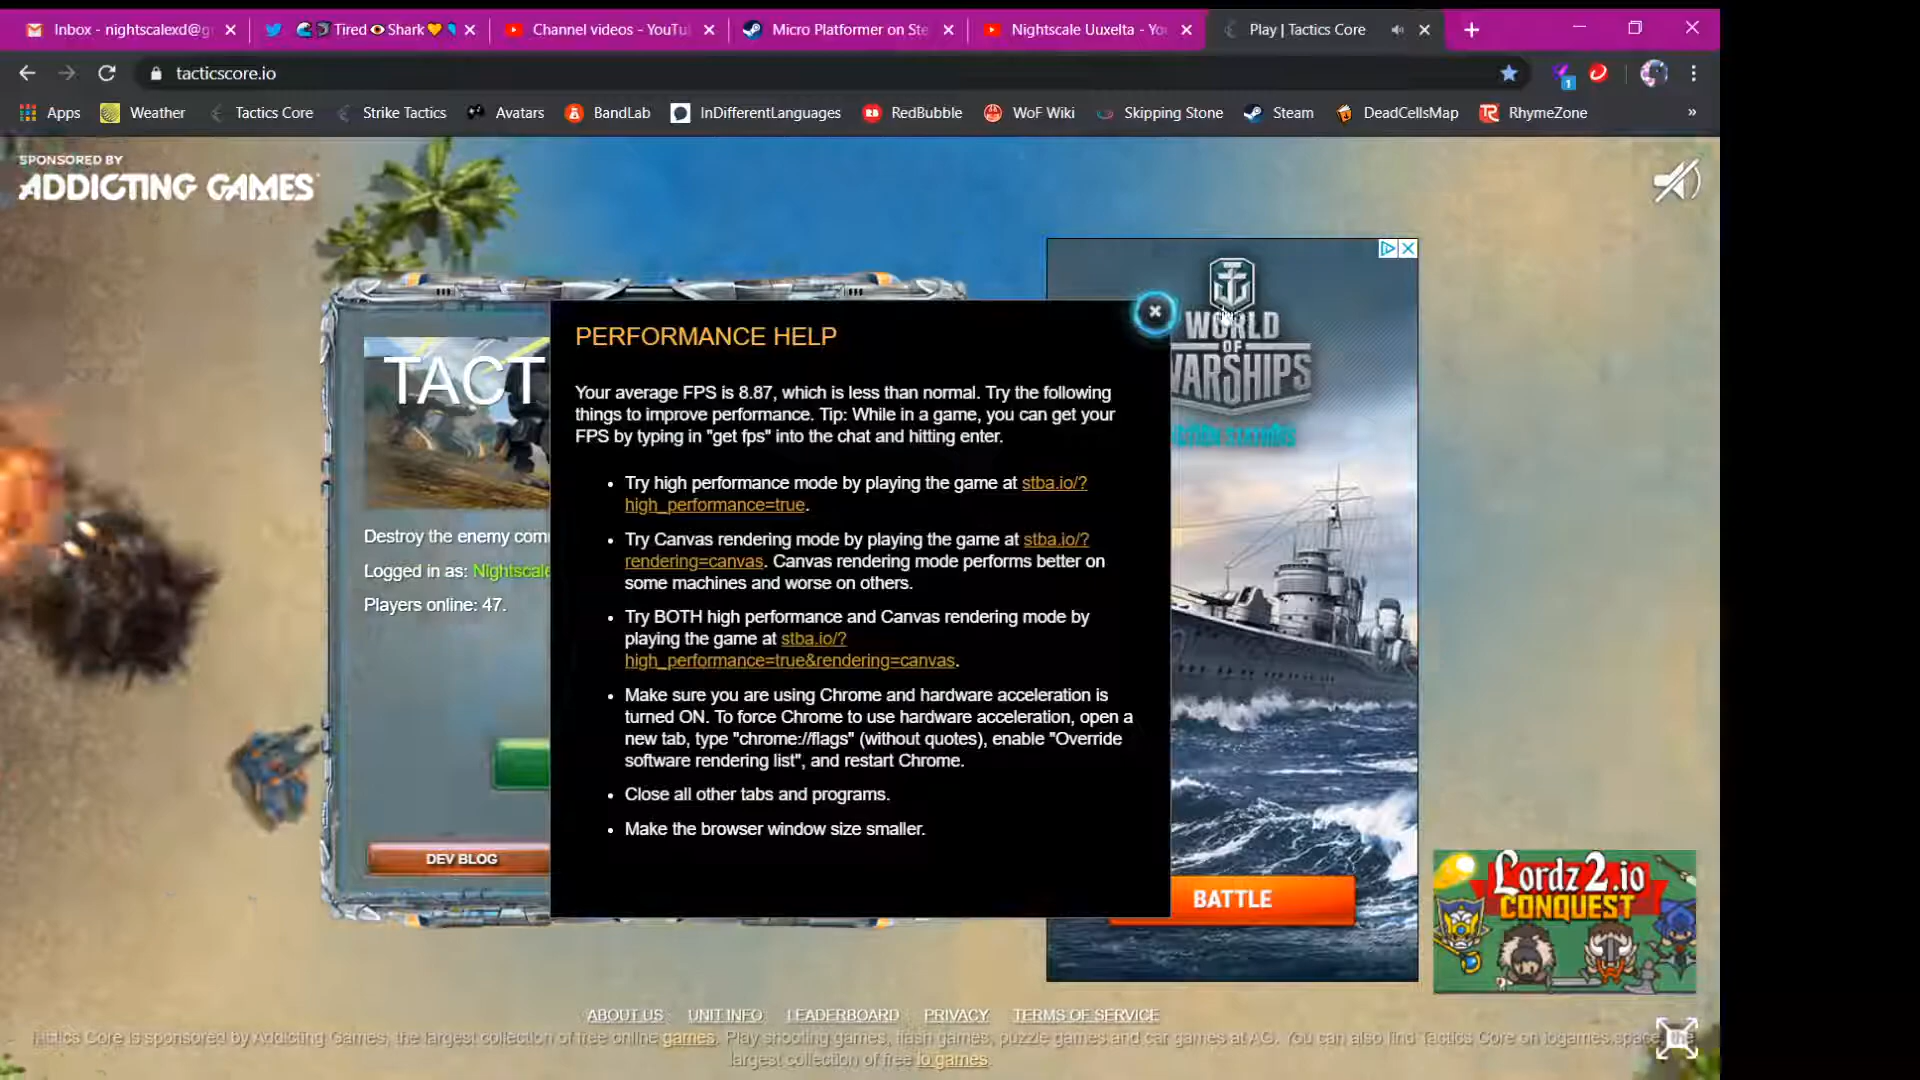 Inbox - nightscalexd@g
Tired Shark
Channel videos - YouTu
Micro Platformer on Ste
Nightscale Uuxelta - Yo
Play | Tactics Core
tacticscore.io
1
Apps
Weather
Tactics Core
Strike Tactics
Avatars
BandLab
InDifferentLanguages
RedBubble
WoF Wiki
Skipping Stone
Steam
DeadCellsMap
RhymeZone
»
SPONSORED BY
ADDICTING GAMES
TACT
Destroy the enemy com
Logged in as: Nightscale
Players online: 47.
DEV BLOG
PERFORMANCE HELP
Your average FPS is 8.87, which is less than normal. Try the following
things to improve performance. Tip: While in a game, you can get your
FPS by typing in "get fps" into the chat and hitting enter.
• Try high performance mode by playing the game at stba.io/?
high_performance=true.
• Try Canvas rendering mode by playing the game at stba.io/?
rendering=canvas. Canvas rendering mode performs better on
some machines and worse on others.
• Try BOTH high performance and Canvas rendering mode by
playing the game at stba.io/?
high_performance=true&rendering=canvas.
• Make sure you are using Chrome and hardware acceleration is
turned ON. To force Chrome to use hardware acceleration, open a
new tab, type "chrome://flags" (without quotes), enable "Override
software rendering list", and restart Chrome.
• Close all other tabs and programs.
• Make the browser window size smaller.
WORLD
OF
WARSHIPS
CTION STATIONS
BATTLE
Lordz2.io
CONQUEST
ABOUT US
UNIT INFO
LEADERBOARD
PRIVACY
TERMS OF SERVICE
Tactics Core is sponsored by Addicting Games, the largest collection of free online games. Play shooting games, flash games, puzzle games and car games at AG. You can also find Tactics Core on Iogames.space, the
largest collection of free io games.